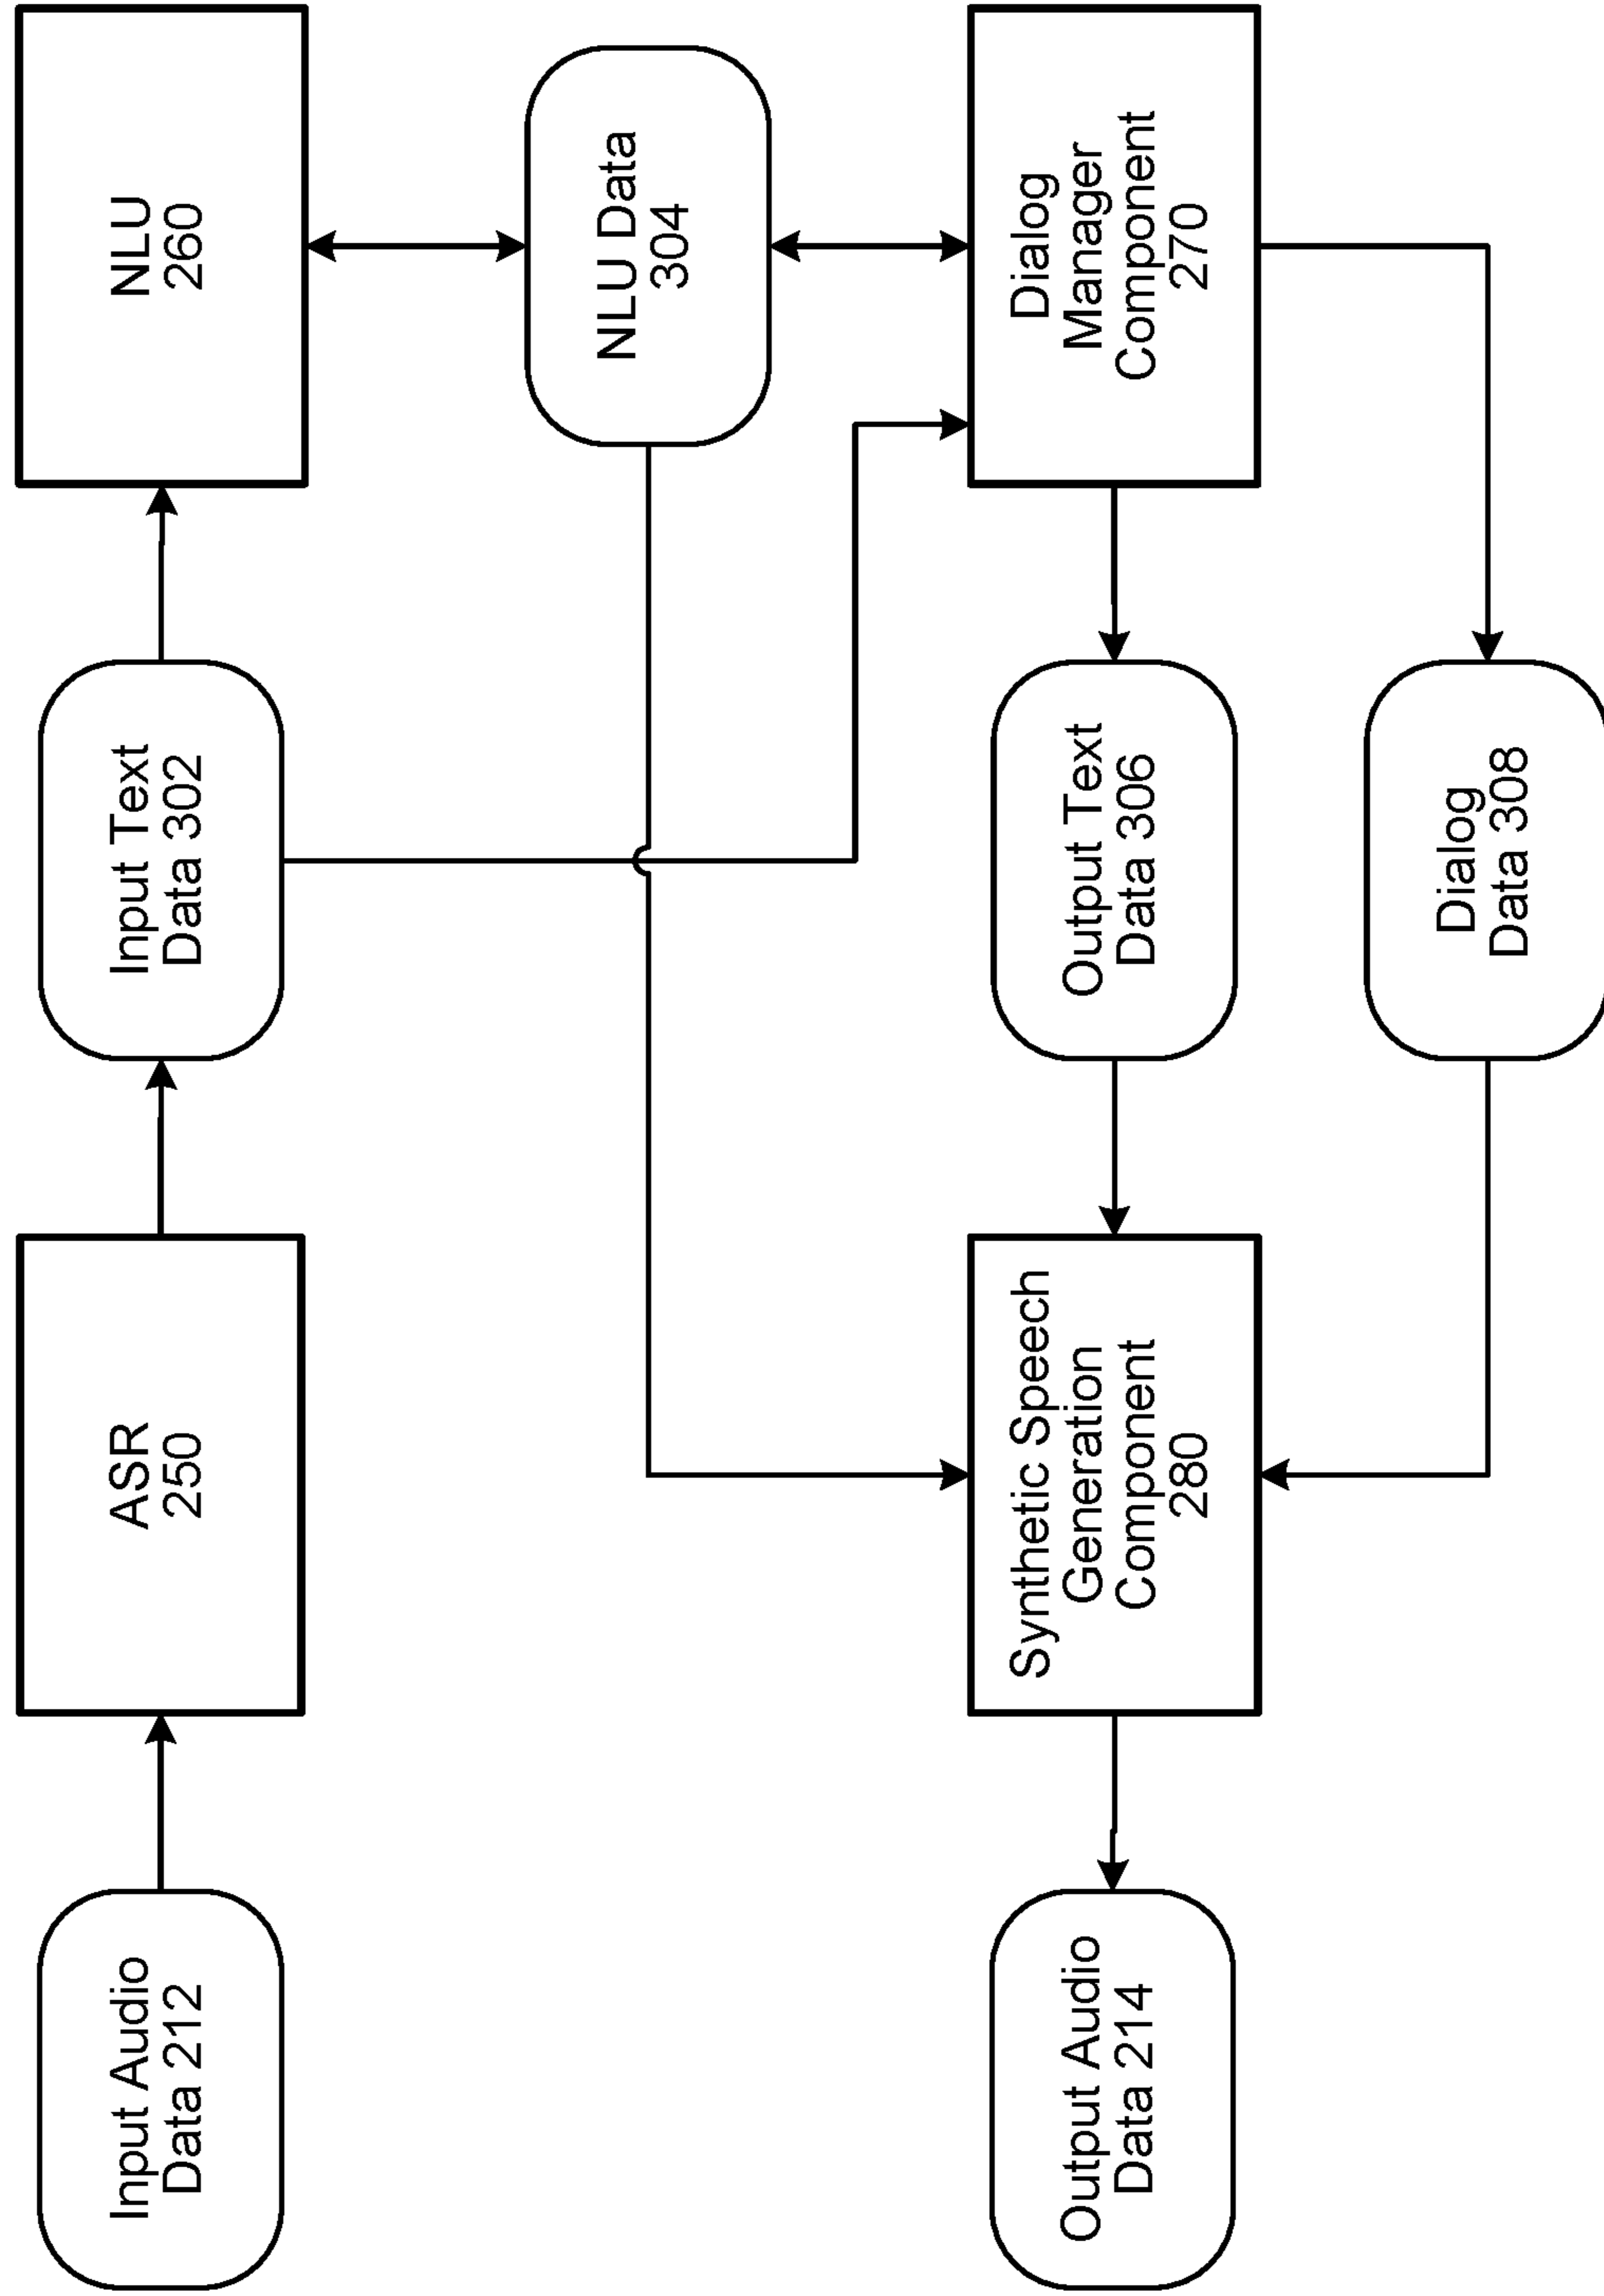 Input Audio
Data 212
ASR
250
Input Text
Data 302
NLU
260
NLU Data
304
Output Audio
Data 214
Synthetic Speech
Generation
Component
280
Output Text
Data 306
Dialog
Manager
Component
270
Dialog
Data 308